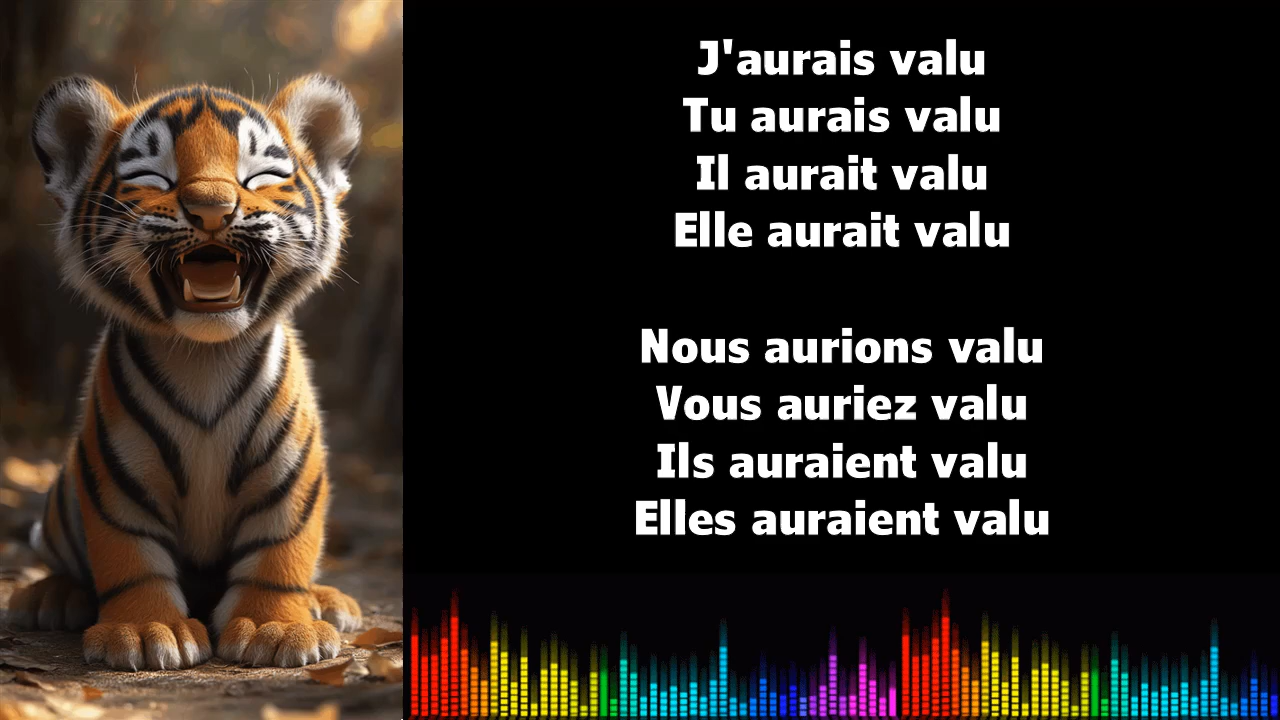 J'aurais valu
Tu aurais valu
Il aurait valu
Elle aurait valu
Nous aurions valu
Vous auriez valu
Ils auraient valu
Elles auraient valu